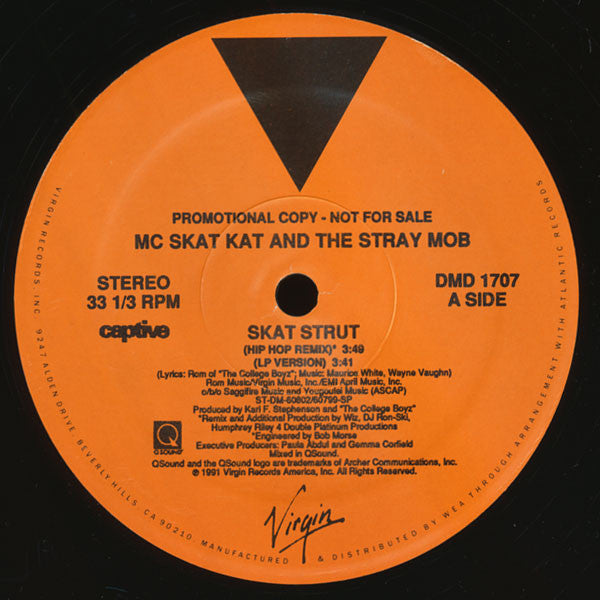 PROMOTIONAL COPY - NOT FOR SALE
MC SKAT KAT AND THE STRAY MOB
STEREO
33 1/3 RPM
captive
DMD 1707
A SIDE
SKAT STRUT
(HIP HOP REMIX)* 3:49
(LP VERSION) 3:41
(Lyrics: Rom of "The College Boyz"; Music: Maurice White, Wayne Vaughn)
Rom Music/Virgin Music, Inc./EMI April Music, Inc.
o/b/o Saggifire Music and Yougoulei Music (ASCAP)
ST-DM-60802/60799-SP
Produced by Karl F. Stephenson and "The College Boyz"
*Remix and Additional Production by Wiz, DJ Ron-Ski,
Humphrey Riley 4 Double Platinum Productions
*Engineered by Bob Morse
Executive Producers: Paula Abdul and Gemma Corfield
Mixed in QSound.
Q
QSOUND
QSound and the QSound logo are trademarks of Archer Communications, Inc.
℗ 1991 Virgin Records America, Inc. All Rights Reserved.
Virgin
VIRGIN RECORDS, INC. 9247 ALDEN DRIVE, BEVERLY HILLS, CA 90210. MANUFACTURED & DISTRIBUTED BY WEA THROUGH ARRANGEMENT WITH ATLANTIC RECORDS